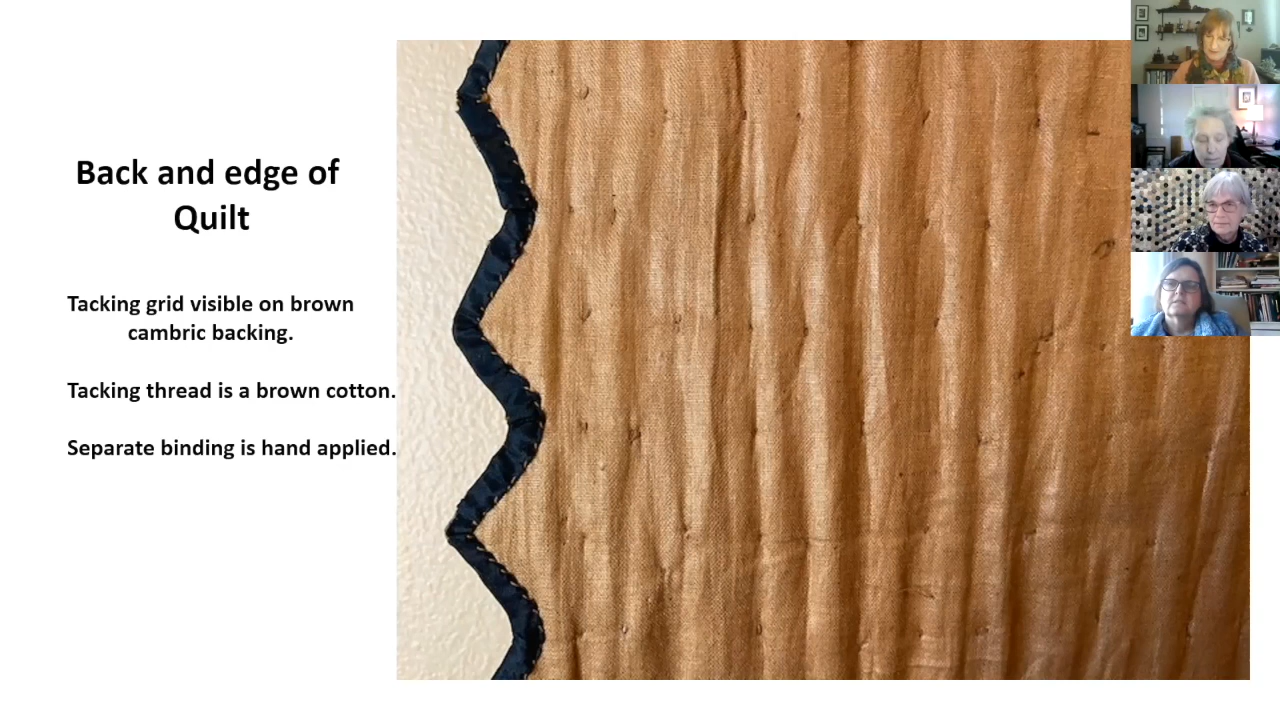 Back and edge of
Quilt
Tacking grid visible on brown
cambric backing.
Tacking thread is a brown cotton.
Separate binding is hand applied.